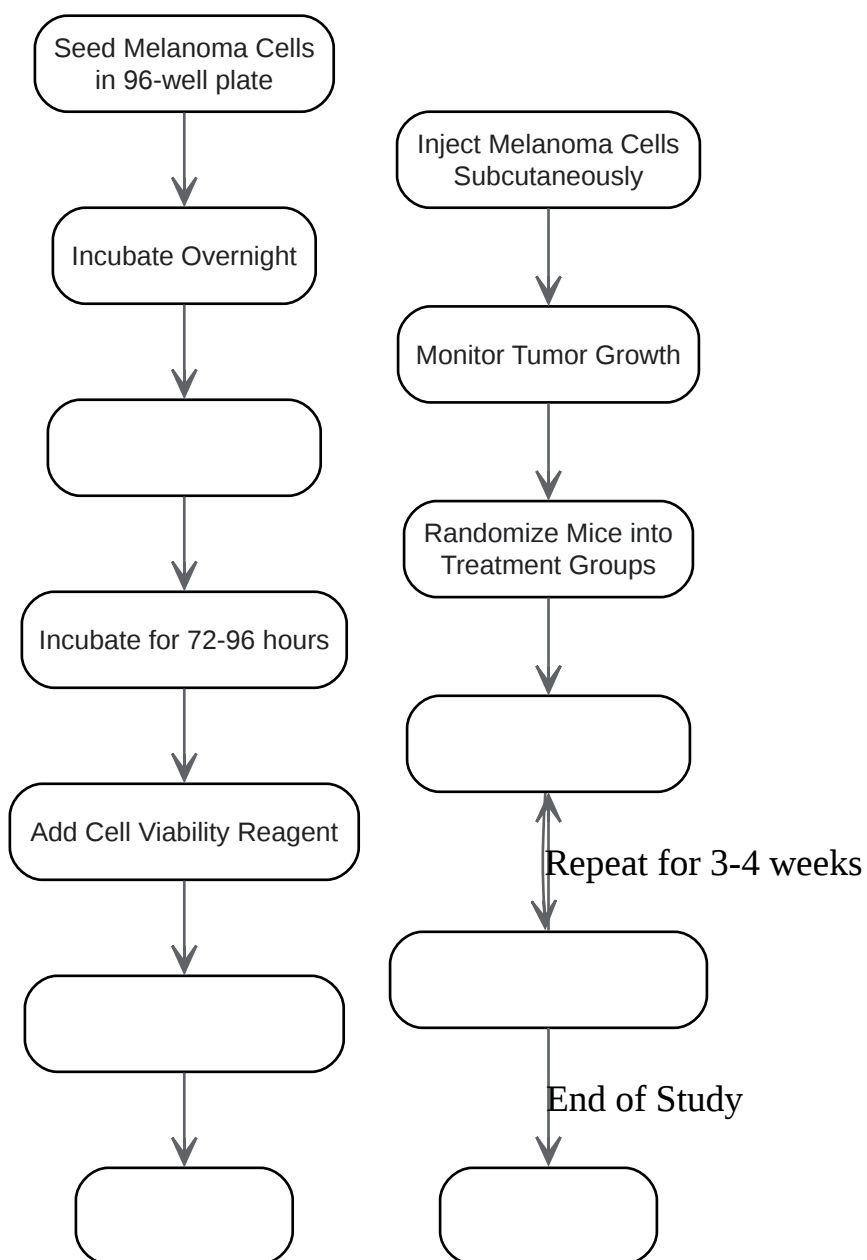 Seed Melanoma Cells
in 96-well plate
Incubate Overnight
Incubate for 72-96 hours
Add Cell Viability Reagent
Inject Melanoma Cells
Subcutaneously
Monitor Tumor Growth
Randomize Mice into
Treatment Groups
Repeat for 3-4 weeks
End of Study